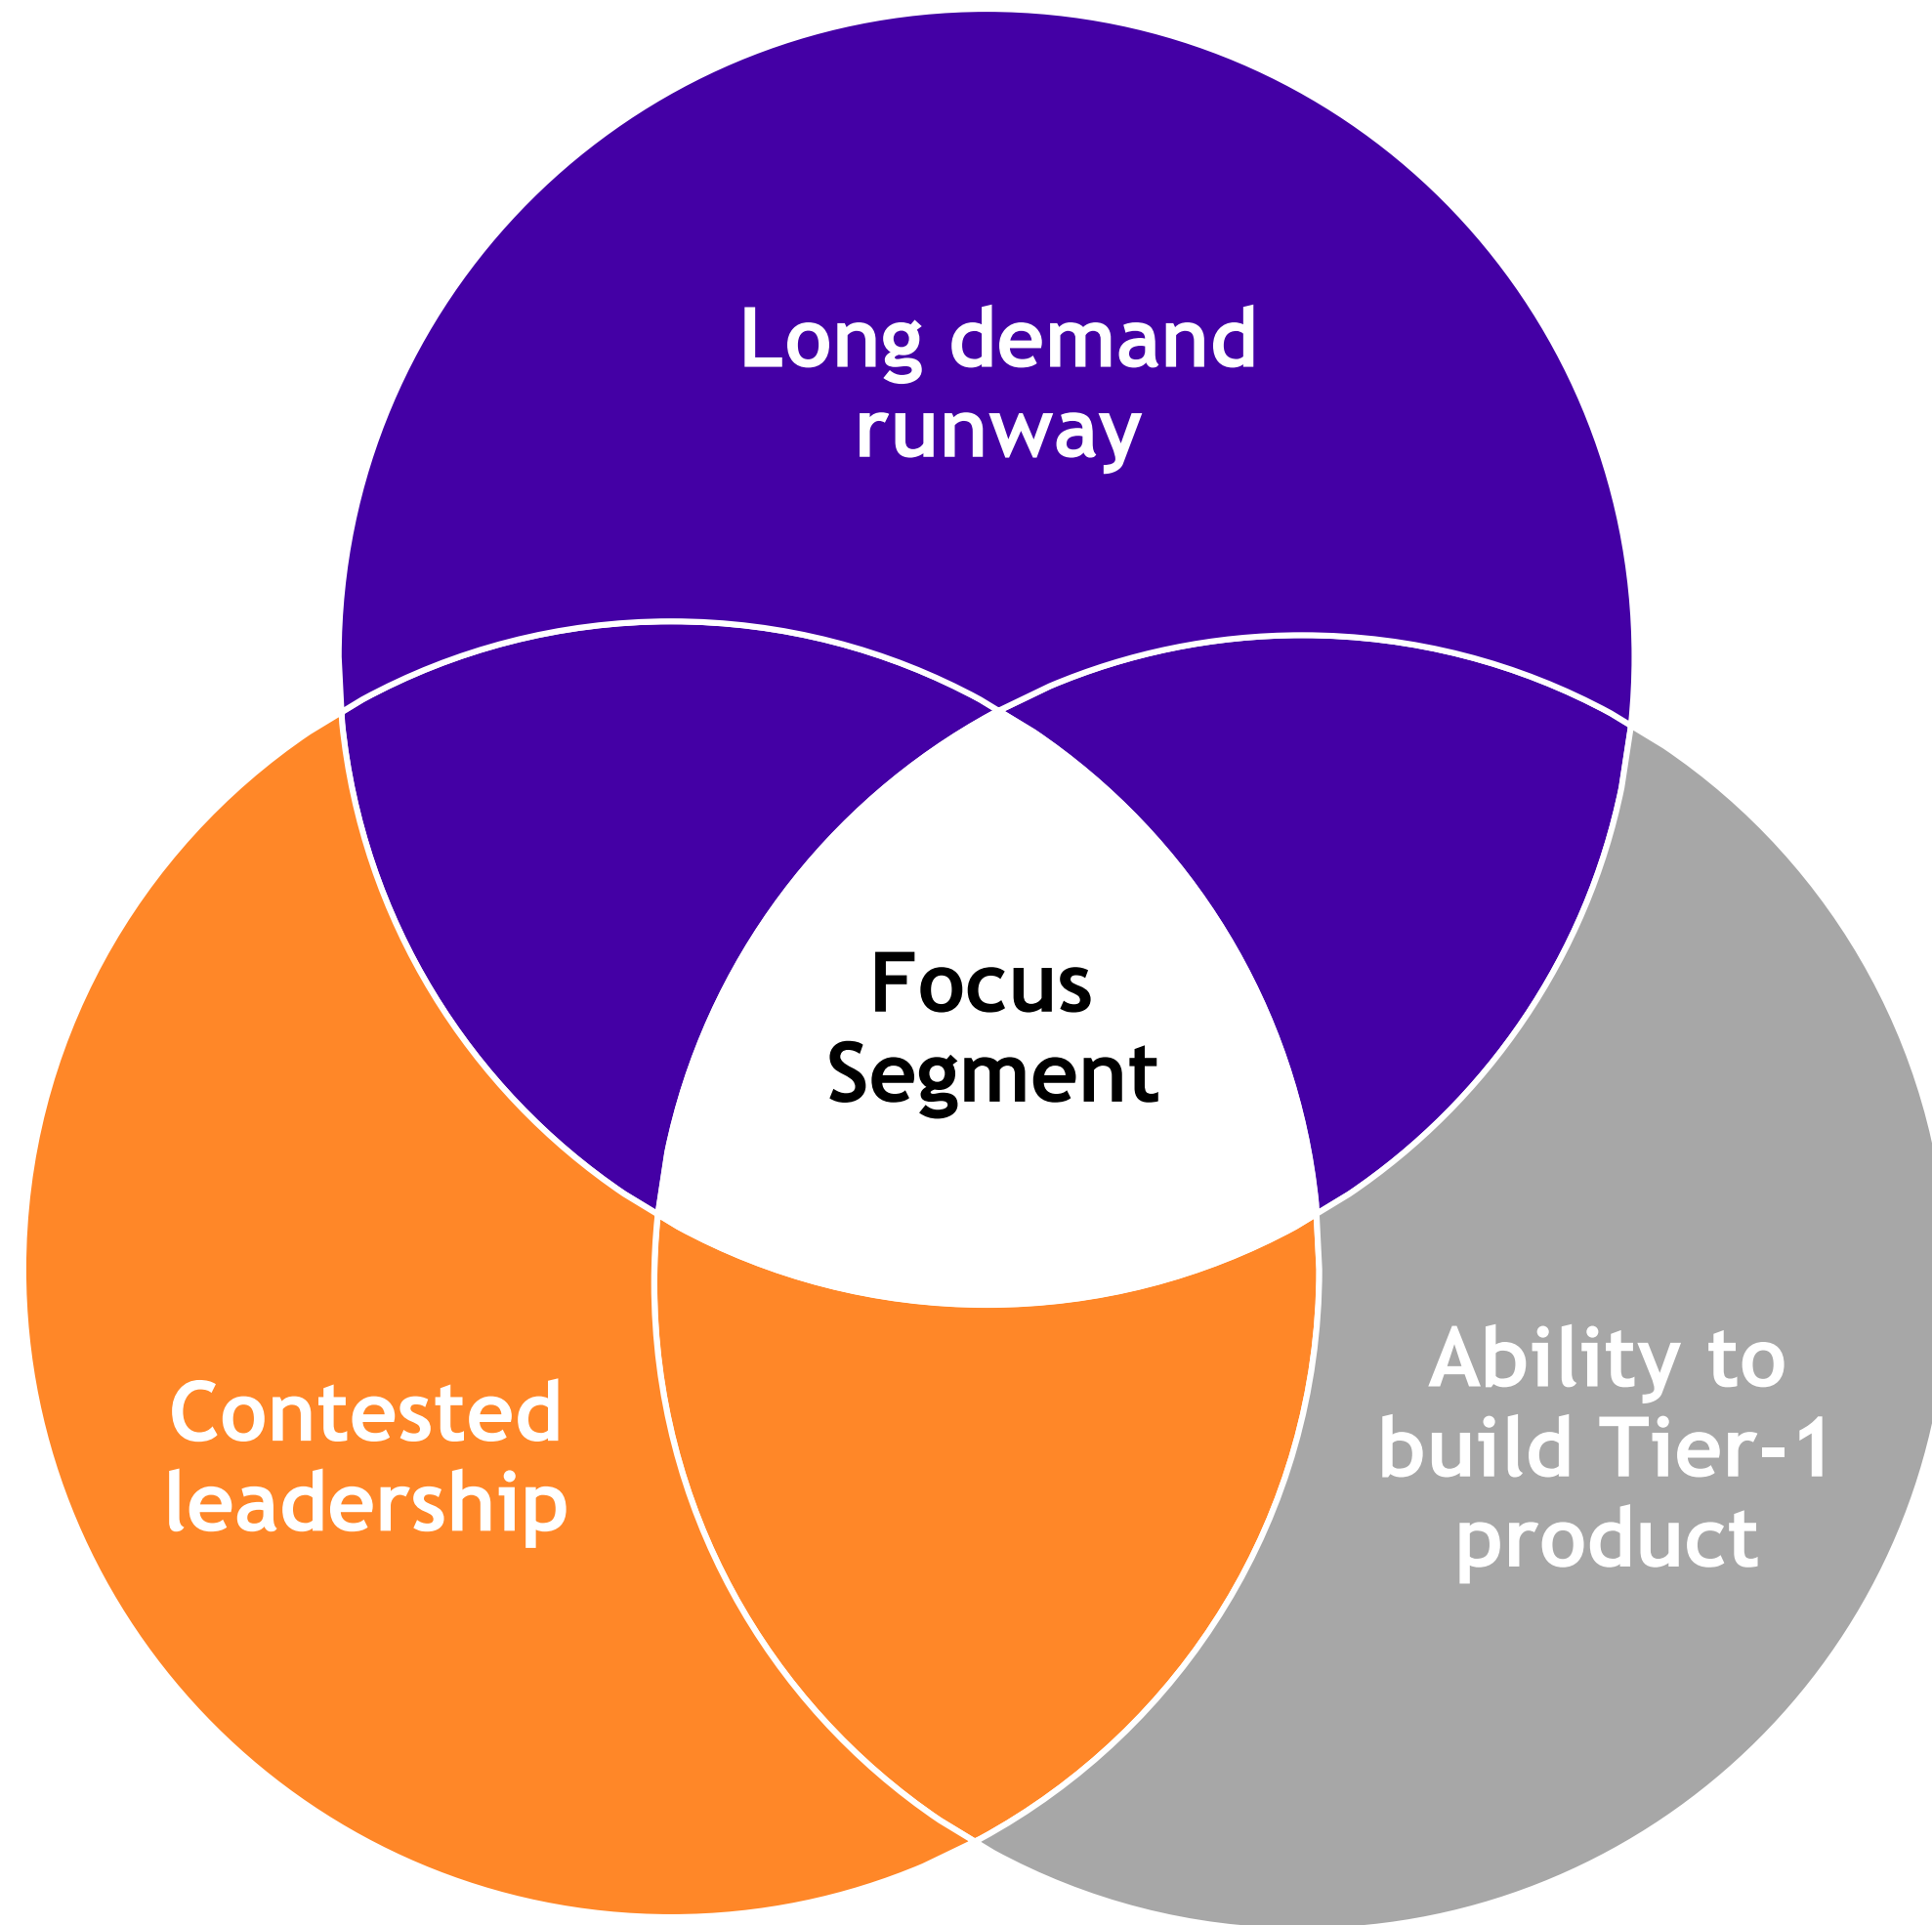 Long demand
runway
Focus
Segment
Contested
leadership
Ability to
build Tier-1
product